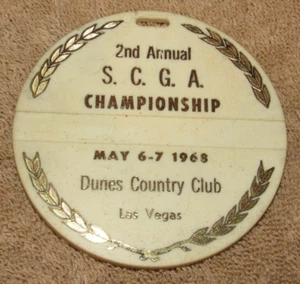 2nd Annual
S. C. G. A.
CHAMPIONSHIP
MAY 6-7 1968
Dunes Country Club
Las Vegas